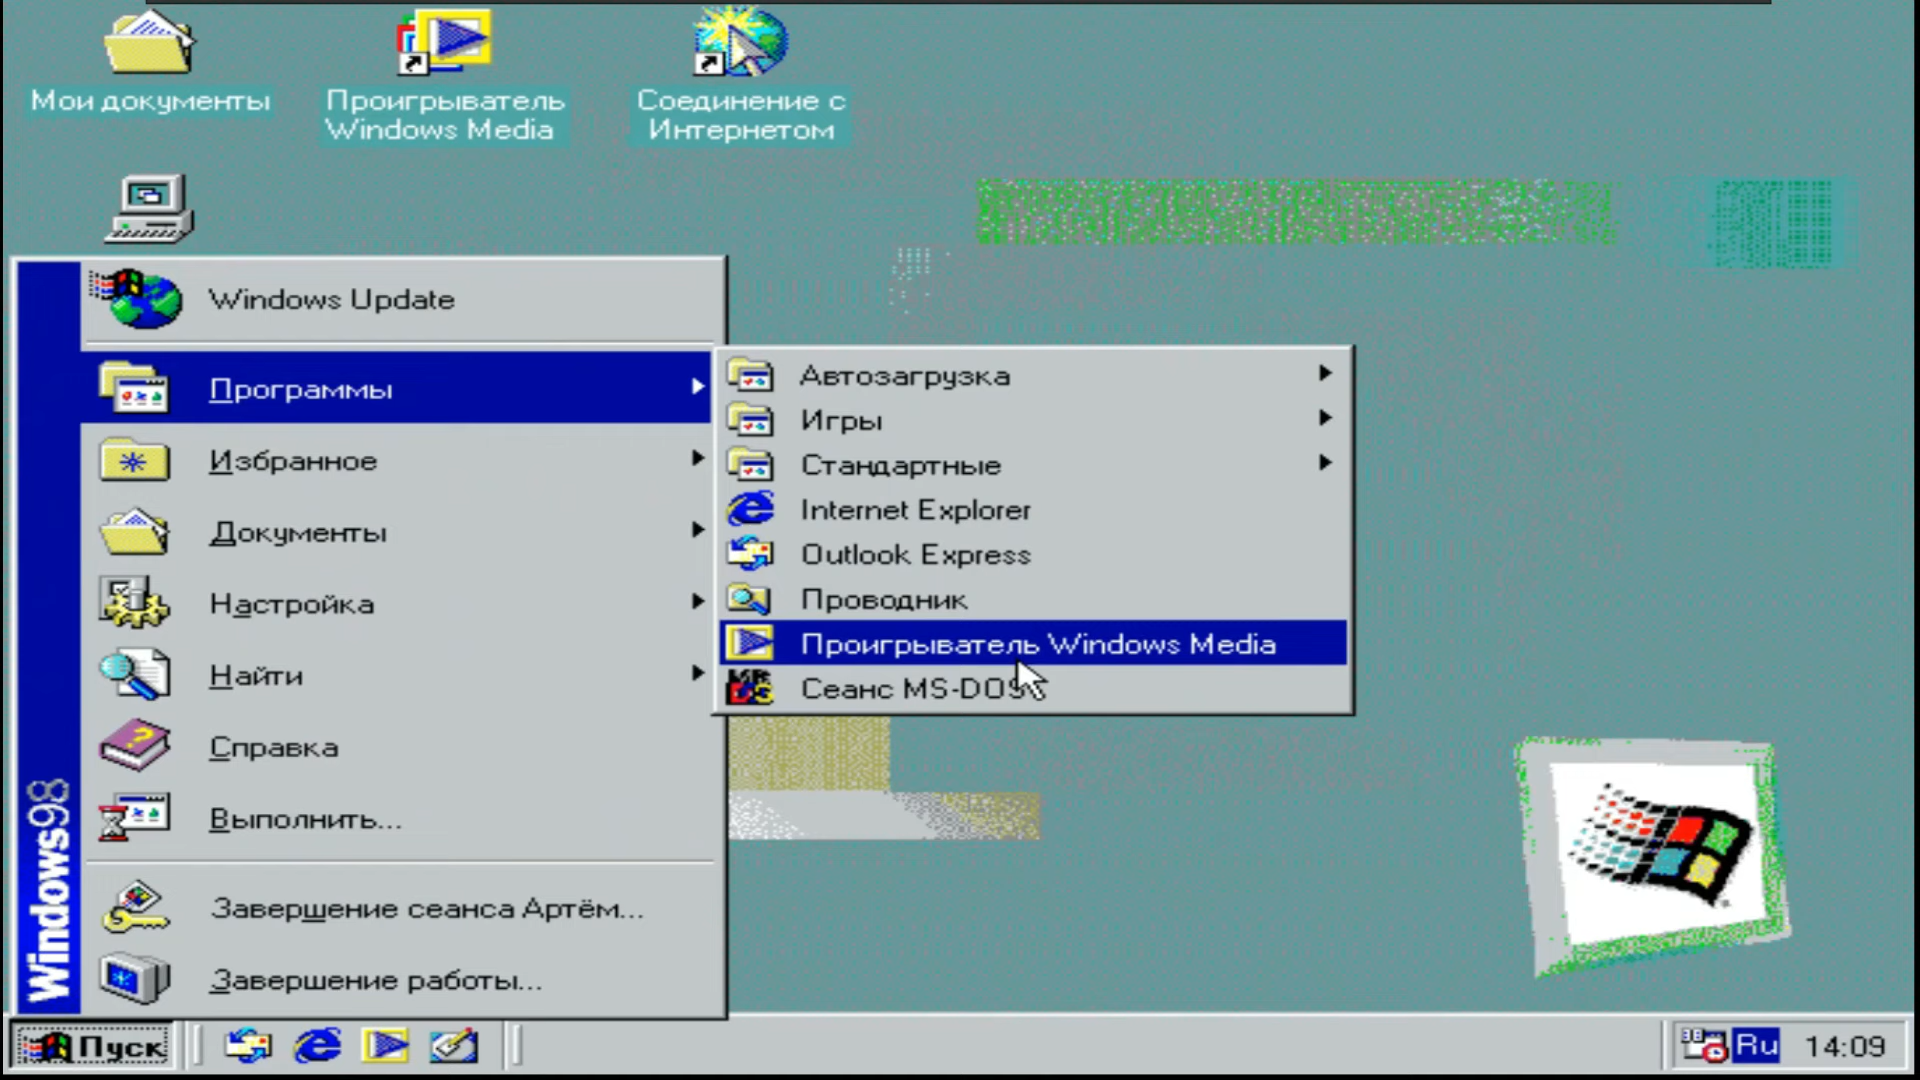 Мои документы
Проигрыватель
Windows Media
Соединение с
Интернетом
Windows Update
Программы
Избранное
Документы
Настройка
Найти
Справка
Выполнить...
Завершение сеанса Артём...
Завершение работы...
Windows98
Автозагрузка
Игры
Стандартные
Internet Explorer
Outlook Express
Проводник
Проигрыватель Windows Media
Сеанс MS-DOS
Пуск
Ru
14:09